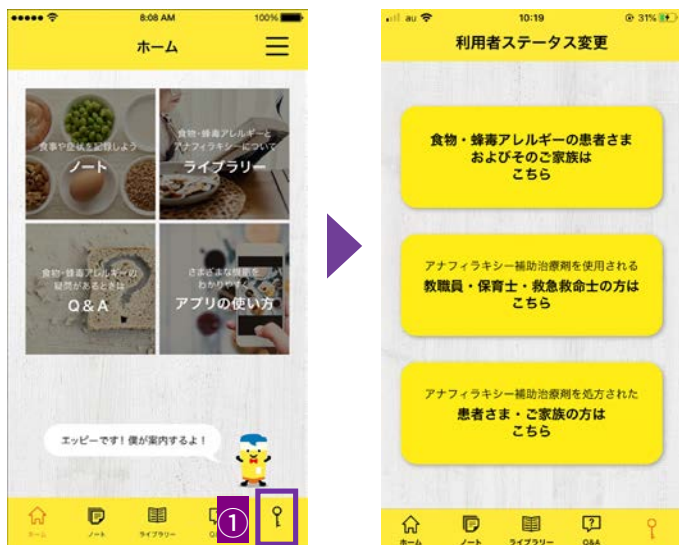 8:08 AM
100%
ホーム
食事や症状を記録しよう
ノート
食物・蜂毒アレルギーと
アナフィラキシーについて
ライブラリー
食物・蜂毒アレルギーの
疑問があるときは
Q&A
さまざまな機能を
わかりやすく
アプリの使い方
エッピーです！僕が案内するよ！
ホーム
ノート
ライブラリー
①
au
10:19
31%
利用者ステータス変更
食物・蜂毒アレルギーの患者さま
およびそのご家族は
こちら
アナフィラキシー補助治療剤を使用される
教職員・保育士・救急救命士の方は
こちら
アナフィラキシー補助治療剤を処方された
患者さま・ご家族の方は
こちら
ホーム
ノート
ライブラリー
Q&A